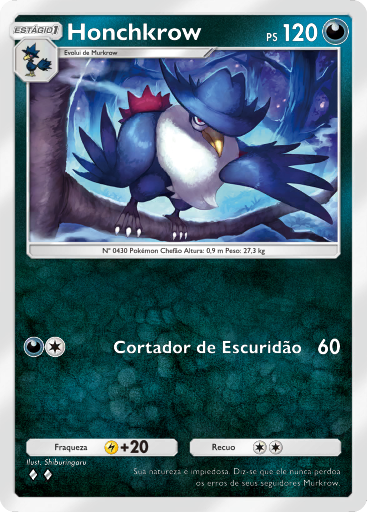 ESTÁGIO 1
Honchkrow
PS 120
Evolui de Murkrow
Nº 0430 Pokémon Chefão Altura: 0,9 m Peso: 27,3 kg
Cortador de Escuridão 60
Fraqueza +20
Recuo
Ilust. Shiburingaru
Sua natureza é impiedosa. Diz-se que ele nunca perdoa
os erros de seus seguidores Murkrow.